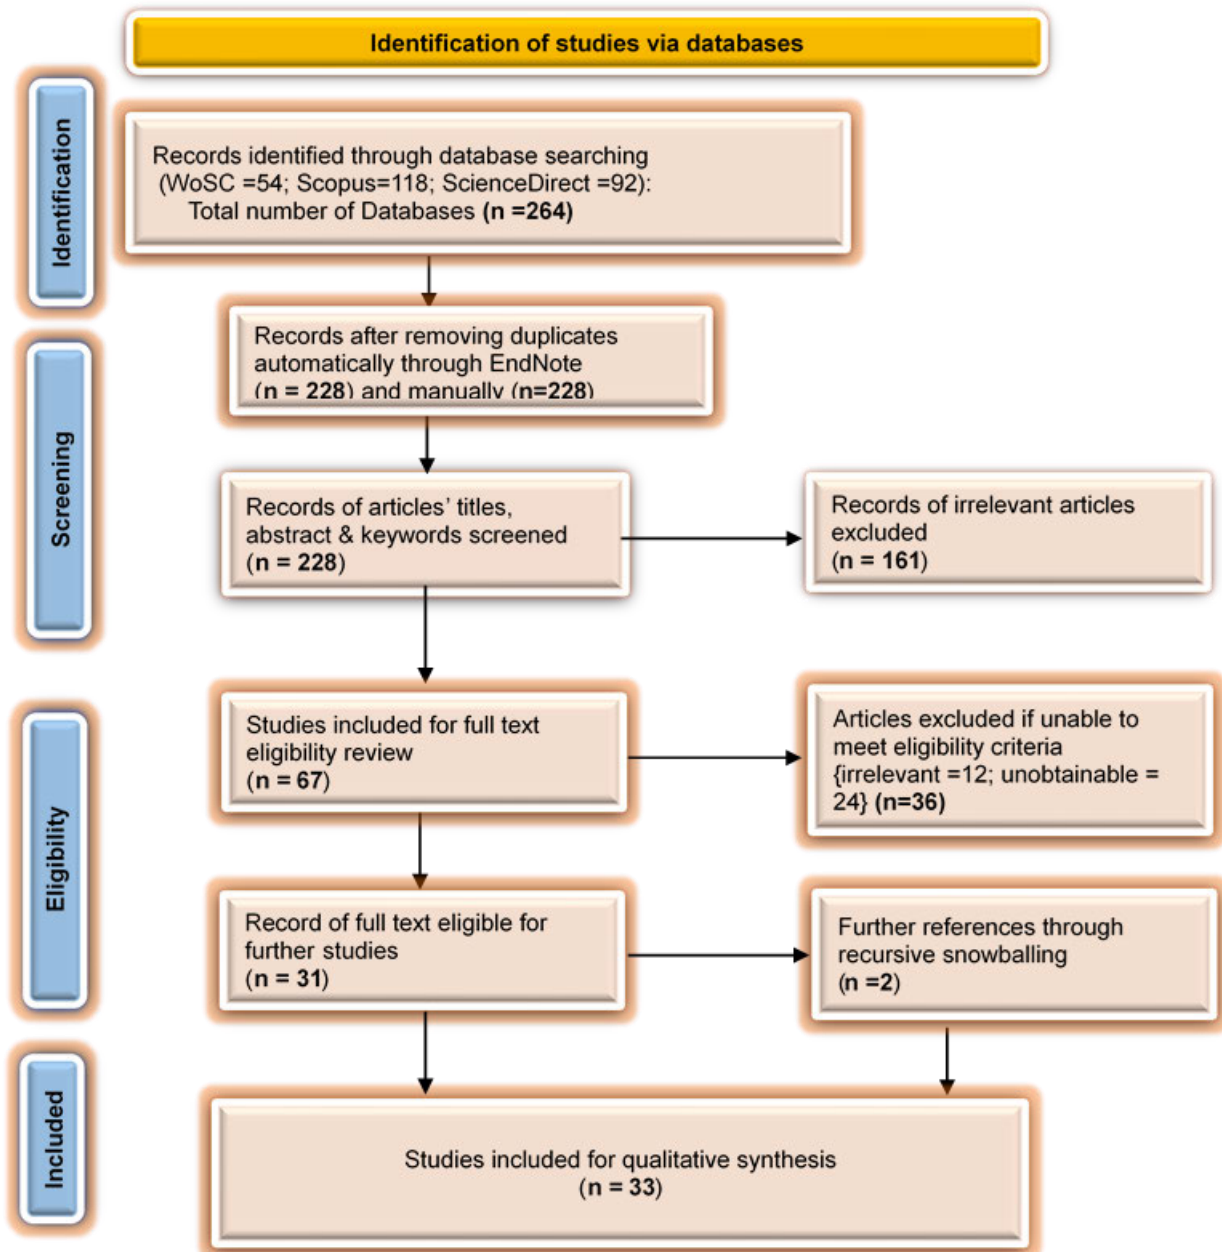 Identification of studies via databases
Identification
Records identified through database searching
(WoSC =54; Scopus=118; ScienceDirect =92):
Total number of Databases (n =264)
Screening
Records after removing duplicates
automatically through EndNote
(n = 228) and manually (n=228)
Records of articles’ titles,
abstract & keywords screened
(n = 228)
Records of irrelevant articles
excluded
(n = 161)
Eligibility
Studies included for full text
eligibility review
(n = 67)
Articles excluded if unable to
meet eligibility criteria
{irrelevant =12; unobtainable =
24} (n=36)
Record of full text eligible for
further studies
(n = 31)
Further references through
recursive snowballing
(n =2)
Included
Studies included for qualitative synthesis
(n = 33)